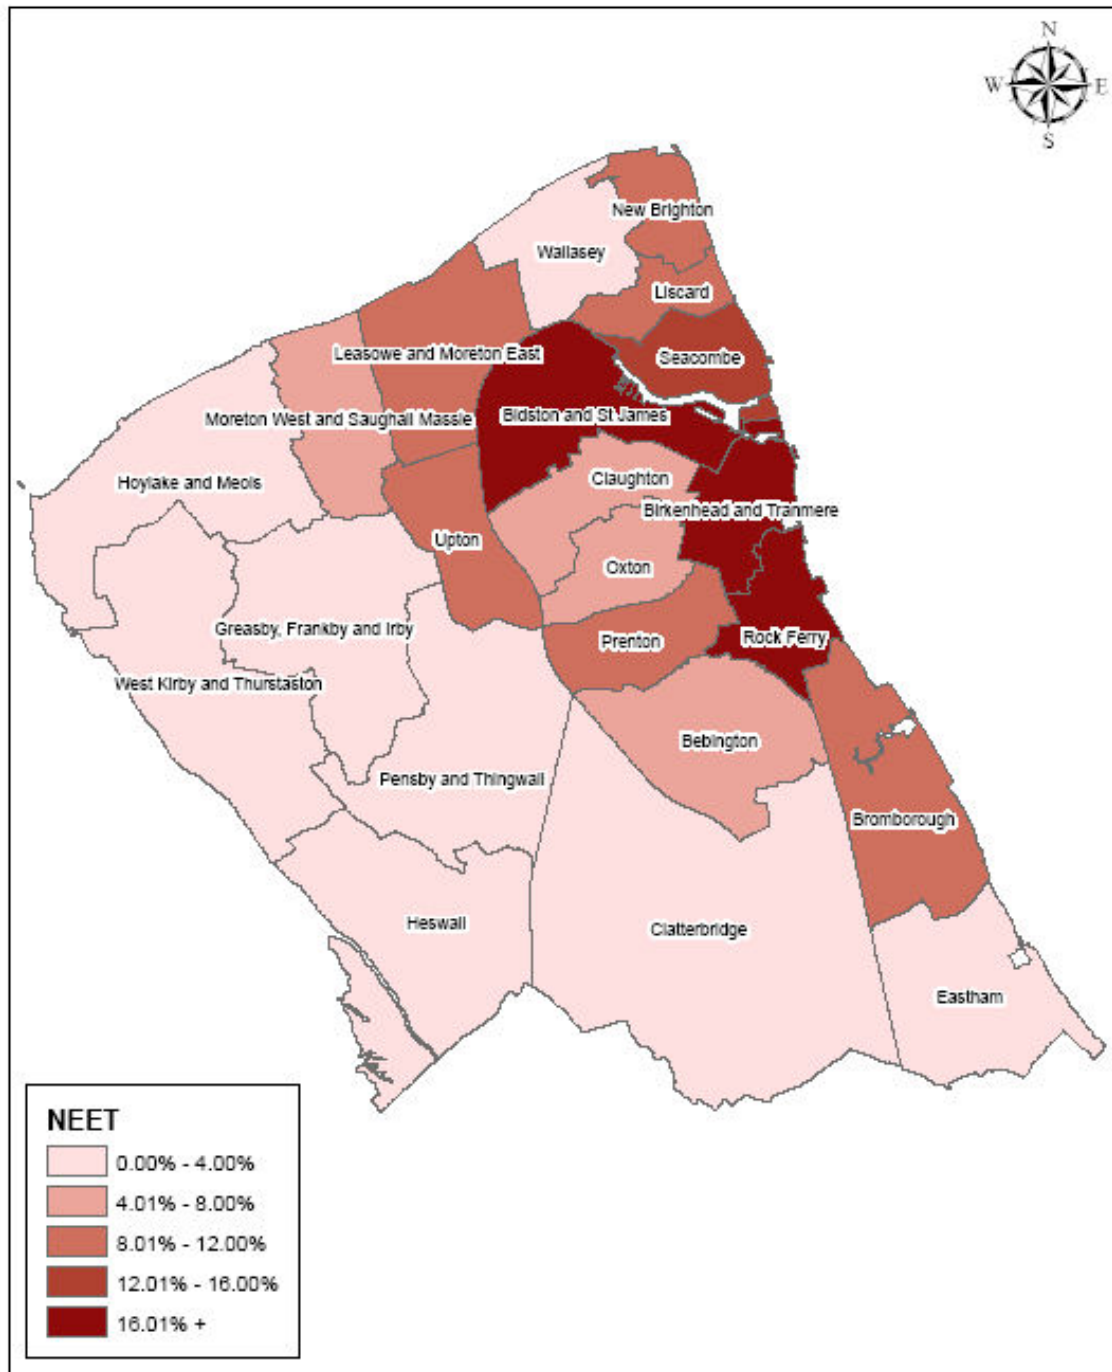 N
W E
S
New Brighton
Wallasey
Liscard
Leasowe and Moreton East
Seacombe
Moreton West and Saughall Massie
Bidston and St James
Hoylake and Meols
Claughton
Birkenhead and Tranmere
Upton
Oxton
Greasby, Frankby and Irby
Prenton
Rock Ferry
West Kirby and Thurstaston
Bebington
Pensby and Thingwall
Bromborough
Heswall
Clatterbridge
Eastham
NEET
0.00% - 4.00%
4.01% - 8.00%
8.01% - 12.00%
12.01% - 16.00%
16.01% +